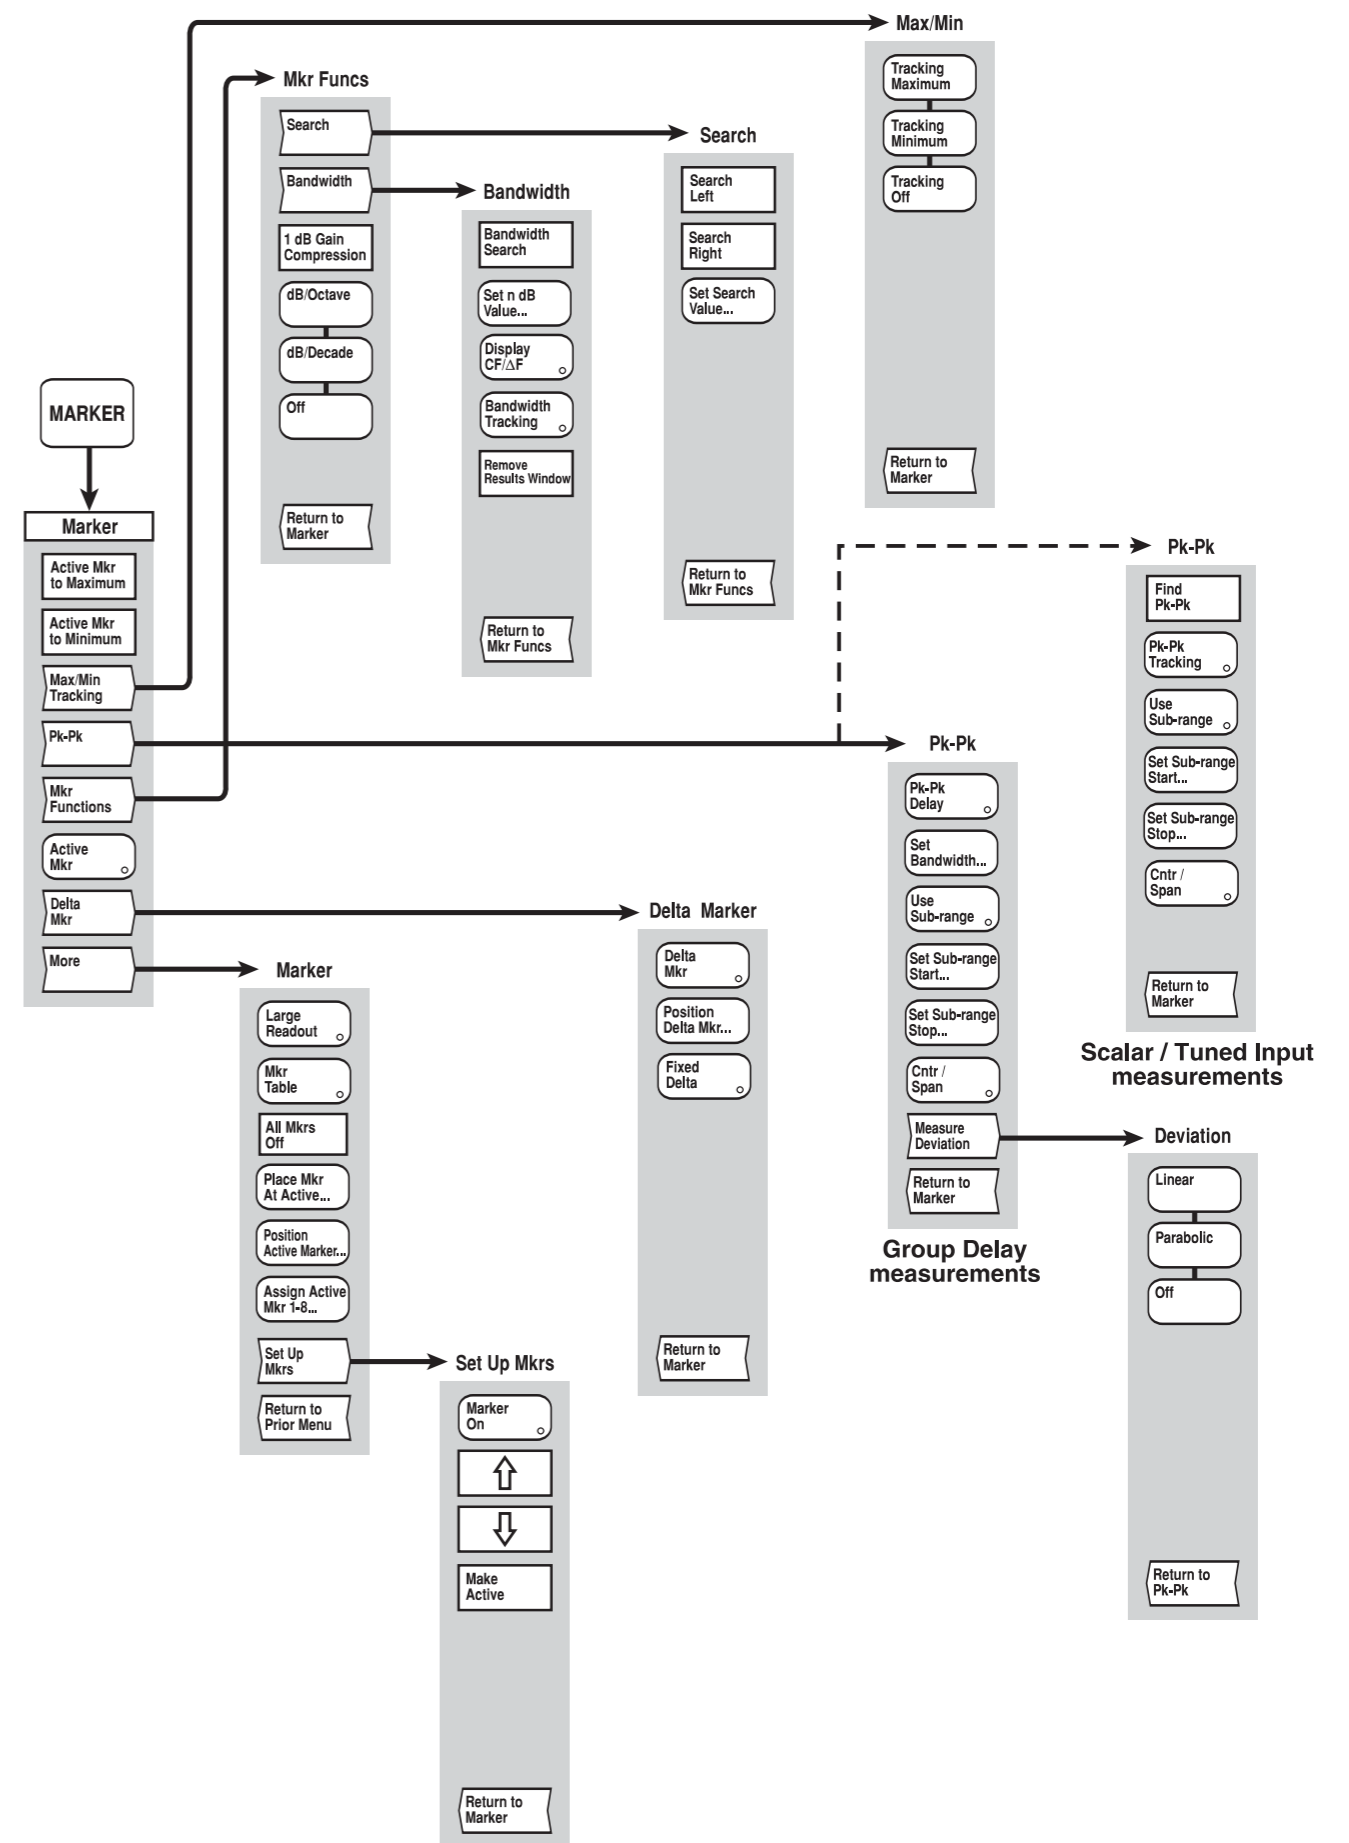 MARKER
Marker
Active Mkr
to Maximum
Active Mkr
to Minimum
Max/Min
Tracking
Pk-Pk
Mkr
Functions
Active
Mkr
Delta
Mkr
More
Mkr Funcs
Search
Bandwidth
1 dB Gain
Compression
dB/Octave
dB/Decade
Off
Return to
Marker
Bandwidth
Bandwidth
Search
Set n dB
Value...
Display
CF/ΔF
Bandwidth
Tracking
Remove
Results Window
Return to
Mkr Funcs
Search
Search
Left
Search
Right
Set Search
Value...
Return to
Mkr Funcs
Max/Min
Tracking
Maximum
Tracking
Minimum
Tracking
Off
Return to
Marker
Pk-Pk
Find
Pk-Pk
Pk-Pk
Tracking
Use
Sub-range
Set Sub-range
Start...
Set Sub-range
Stop...
Cntr /
Span
Return to
Marker
Scalar / Tuned Input
measurements
Pk-Pk
Pk-Pk
Delay
Set
Bandwidth...
Use
Sub-range
Set Sub-range
Start...
Set Sub-range
Stop...
Cntr /
Span
Measure
Deviation
Return to
Marker
Group Delay
measurements
Deviation
Linear
Parabolic
Off
Return to
Pk-Pk
Delta Marker
Delta
Mkr
Position
Delta Mkr...
Fixed
Delta
Return to
Marker
Marker
Large
Readout
Mkr
Table
All Mkrs
Off
Place Mkr
At Active...
Position
Active Marker...
Assign Active
Mkr 1-8...
Set Up
Mkrs
Return to
Prior Menu
Set Up Mkrs
Marker
On
Make
Active
Return to
Marker